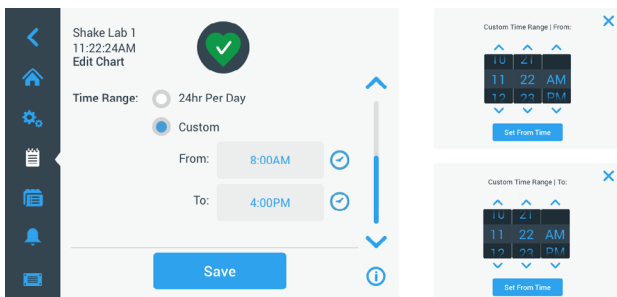 Shake Lab 1
11:22:24AM
Edit Chart
Time Range:
24hr Per Day
Custom
From:
8:00AM
To:
4:00PM
Save
Custom Time Range | From:
10 21
11 22 AM
12 23 PM
Set From Time
Custom Time Range | To:
10 21
11 22 AM
12 23 PM
Set From Time